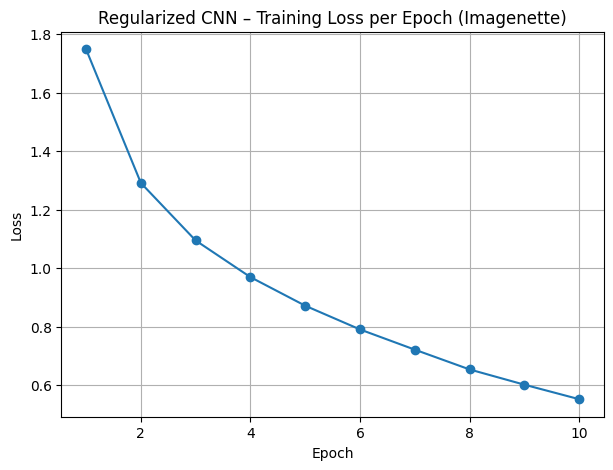 Regularized CNN – Training Loss per Epoch (Imagenette)
1.8
1.6
1.4
1.2
1.0
0.8
0.6
Loss
2 4 6 8 10
Epoch